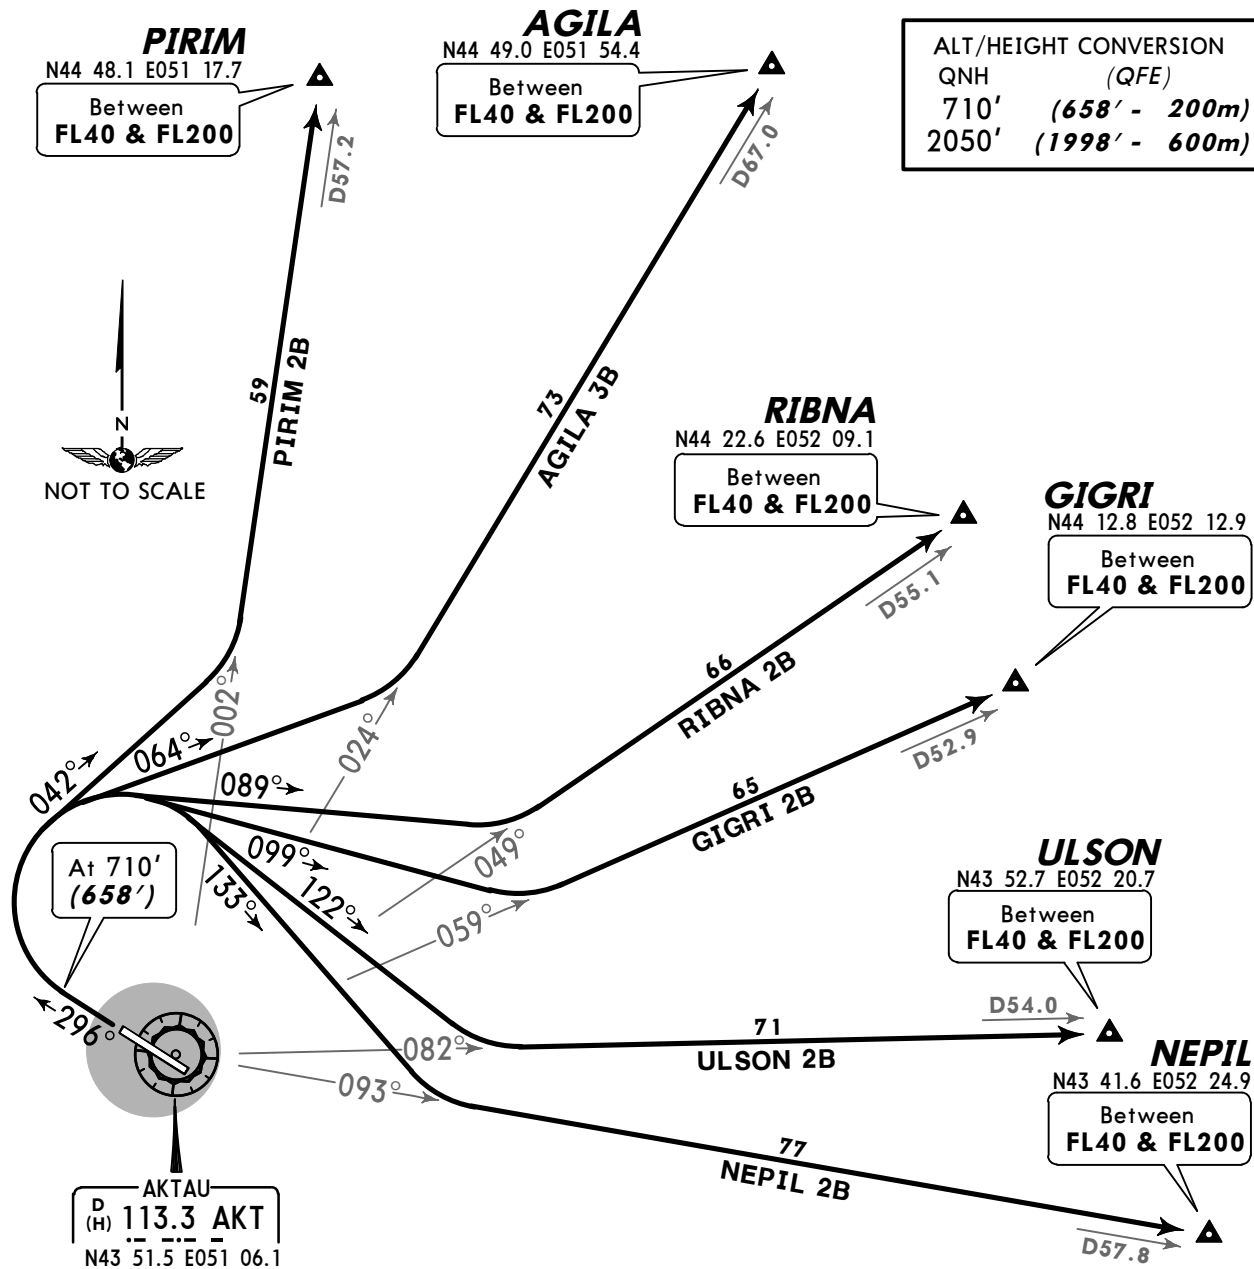 PIRIM
N44 48.1 E051 17.7
Between
FL40 & FL200
D57.2
AGILA
N44 49.0 E051 54.4
Between
FL40 & FL200
D67.0
ALT/HEIGHT CONVERSION
QNH (QFE)
710' (658' - 200m)
2050' (1998' - 600m)
59
PIRIM 2B
73
AGILA 3B
N
NOT TO SCALE
RIBNA
N44 22.6 E052 09.1
Between
FL40 & FL200
D55.1
GIGRI
N44 12.8 E052 12.9
Between
FL40 & FL200
D52.9
66
RIBNA 2B
65
GIGRI 2B
002°
024°
042°
064°
089°
099°
049°
059°
122°
133°
At 710'
(658')
296°
ULSON
N43 52.7 E052 20.7
Between
FL40 & FL200
D54.0
082°
71
ULSON 2B
093°
NEPIL
N43 41.6 E052 24.9
Between
FL40 & FL200
77
NEPIL 2B
D57.8
AKTAU
D
(H) 113.3 AKT
N43 51.5 E051 06.1